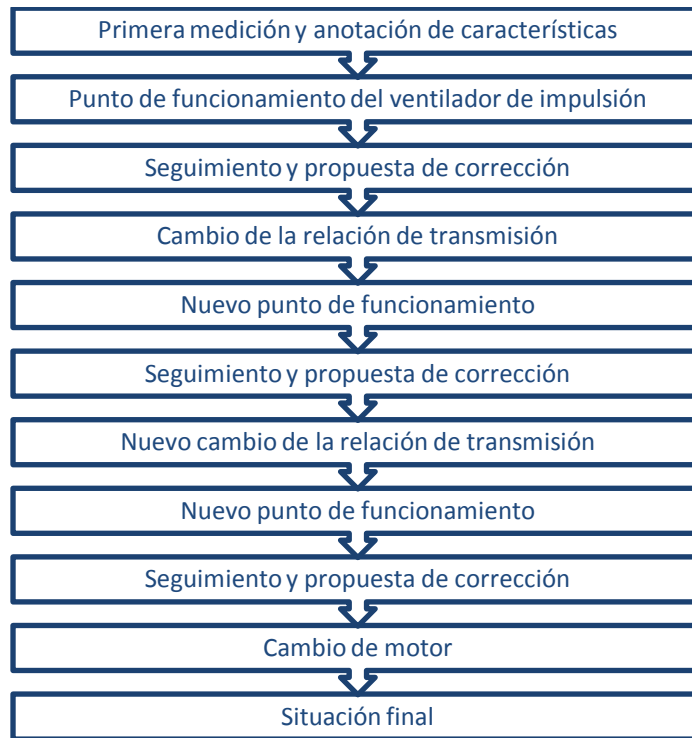 Primera medición y anotación de características
Punto de funcionamiento del ventilador de impulsión
Seguimiento y propuesta de corrección
Cambio de la relación de transmisión
Nuevo punto de funcionamiento
Seguimiento y propuesta de corrección
Nuevo cambio de la relación de transmisión
Nuevo punto de funcionamiento
Seguimiento y propuesta de corrección
Cambio de motor
Situación final